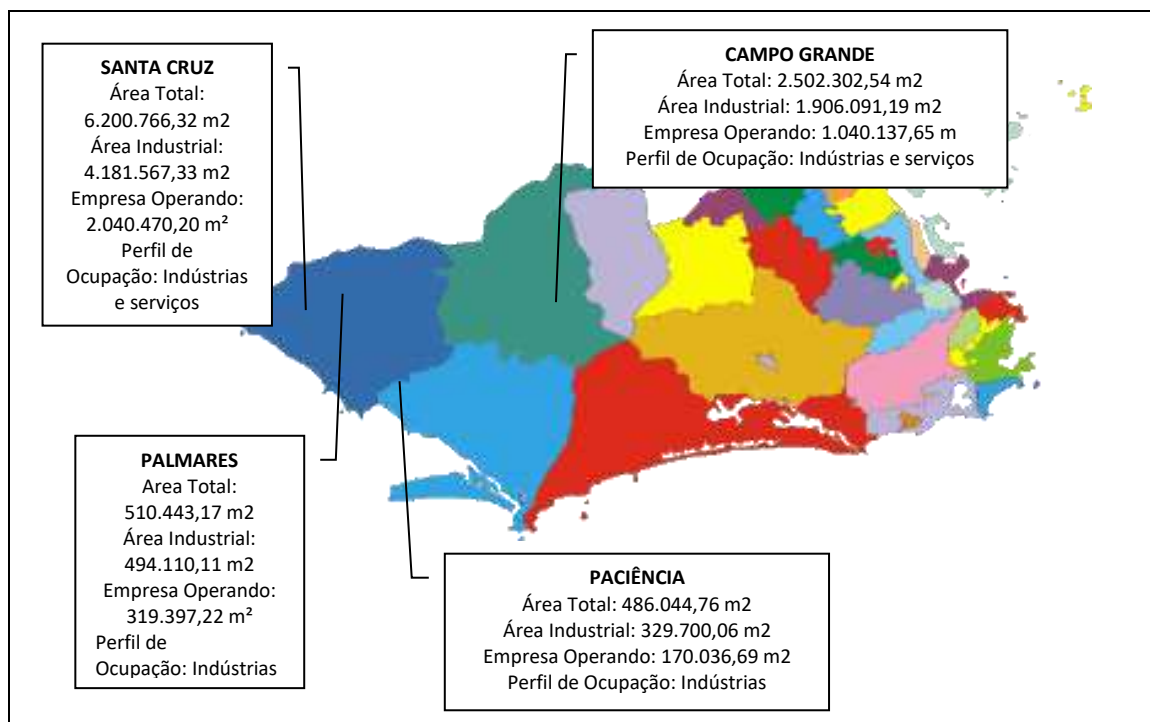 SANTA CRUZ
Área Total:
6.200.766,32 m2
Área Industrial:
4.181.567,33 m2
Empresa Operando:
2.040.470,20 m²
Perfil de
Ocupação: Indústrias
e serviços
CAMPO GRANDE
Área Total: 2.502.302,54 m2
Área Industrial: 1.906.091,19 m2
Empresa Operando: 1.040.137,65 m
Perfil de Ocupação: Indústrias e serviços
PALMARES
Area Total:
510.443,17 m2
Área Industrial:
494.110,11 m2
Empresa Operando:
319.397,22 m²
Perfil de
Ocupação: Indústrias
PACIÊNCIA
Área Total: 486.044,76 m2
Área Industrial: 329.700,06 m2
Empresa Operando: 170.036,69 m2
Perfil de Ocupação: Indústrias